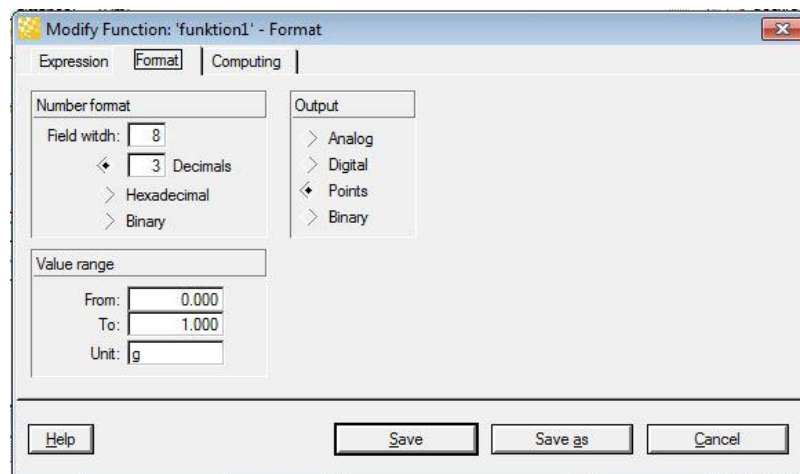 Modify Function: 'funktion1' - Format
Expression Format Computing
Number format
Field witdh: 8
3 Decimals
Hexadecimal
Binary
Output
Analog
Digital
Points
Binary
Value range
From: 0.000
To: 1.000
Unit: g
Help Save Save as Cancel